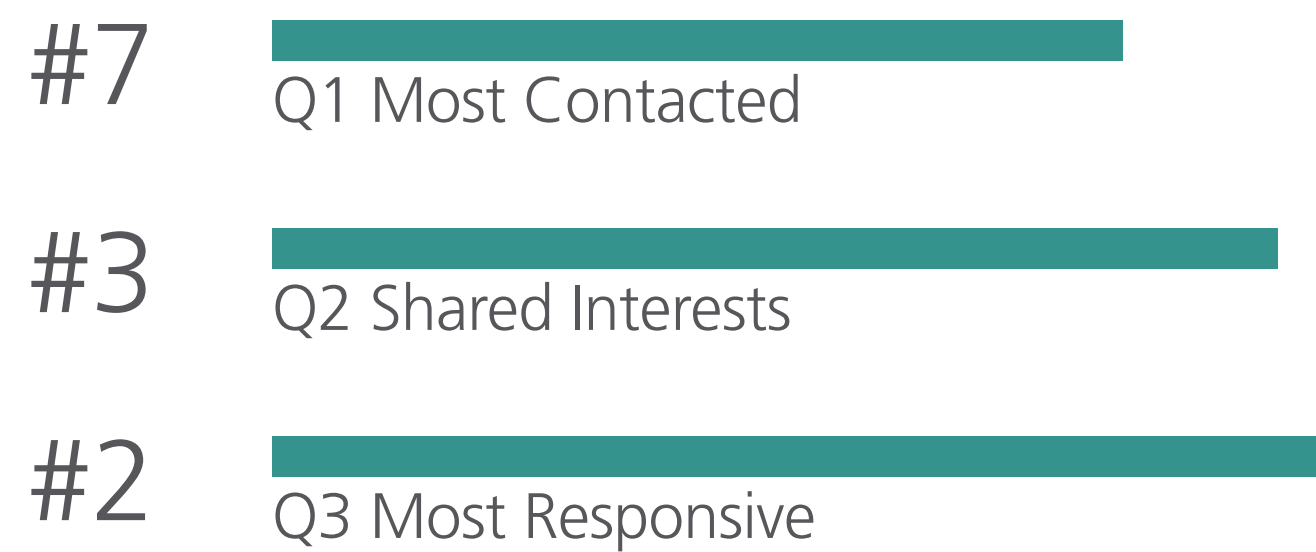 #7
Q1 Most Contacted
#3
Q2 Shared Interests
#2
Q3 Most Responsive